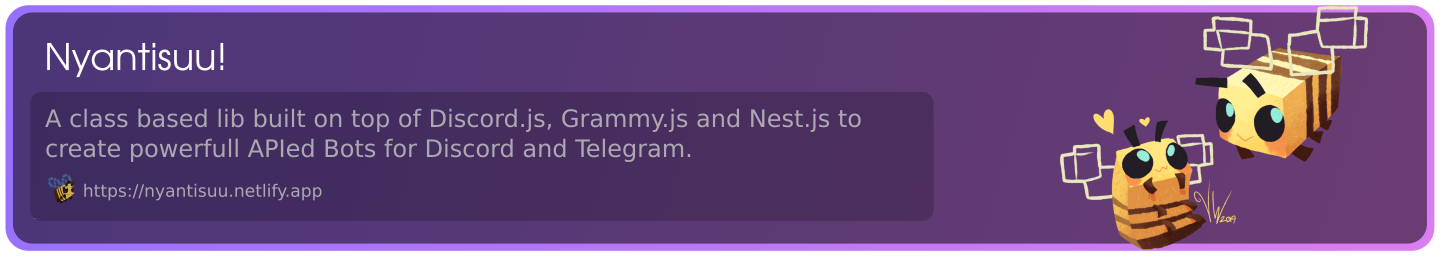 Nyantisuu!
A class based lib built on top of Discord.js, Grammy.js and Nest.js to
create powerfull APIed Bots for Discord and Telegram.
https://nyantisuu.netlify.app
VW2019